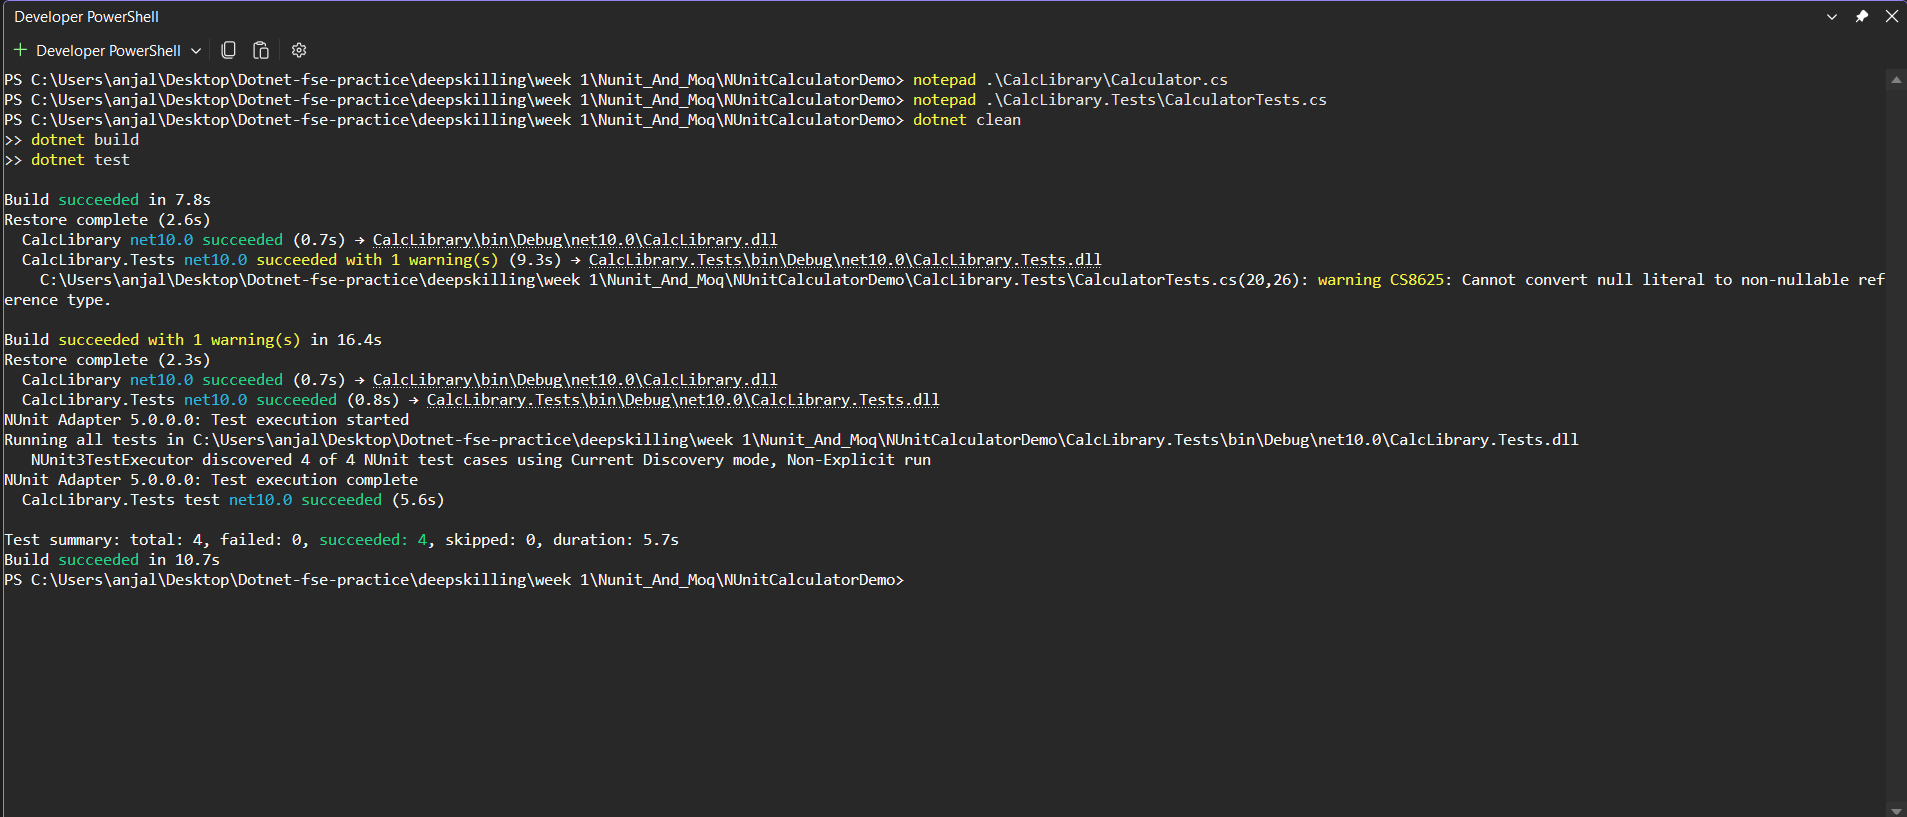 Developer PowerShell
+ Developer PowerShell
PS C:\Users\anjal\Desktop\Dotnet-fse-practice\deepskilling\week 1\Nunit_And_Moq\NUnitCalculatorDemo> notepad .\CalcLibrary\Calculator.cs
PS C:\Users\anjal\Desktop\Dotnet-fse-practice\deepskilling\week 1\Nunit_And_Moq\NUnitCalculatorDemo> notepad .\CalcLibrary.Tests\CalculatorTests.cs
PS C:\Users\anjal\Desktop\Dotnet-fse-practice\deepskilling\week 1\Nunit_And_Moq\NUnitCalculatorDemo> dotnet clean
>> dotnet build
>> dotnet test
Build succeeded in 7.8s
Restore complete (2.6s)
CalcLibrary net10.0 succeeded (0.7s) → CalcLibrary\bin\Debug\net10.0\CalcLibrary.dll
CalcLibrary.Tests net10.0 succeeded with 1 warning(s) (9.3s) → CalcLibrary.Tests\bin\Debug\net10.0\CalcLibrary.Tests.dll
C:\Users\anjal\Desktop\Dotnet-fse-practice\deepskilling\week 1\Nunit_And_Moq\NUnitCalculatorDemo\CalcLibrary.Tests\CalculatorTests.cs(20,26): warning CS8625: Cannot convert null literal to non-nullable ref
erence type.
Build succeeded with 1 warning(s) in 16.4s
Restore complete (2.3s)
CalcLibrary net10.0 succeeded (0.7s) → CalcLibrary\bin\Debug\net10.0\CalcLibrary.dll
CalcLibrary.Tests net10.0 succeeded (0.8s) → CalcLibrary.Tests\bin\Debug\net10.0\CalcLibrary.Tests.dll
NUnit Adapter 5.0.0.0: Test execution started
Running all tests in C:\Users\anjal\Desktop\Dotnet-fse-practice\deepskilling\week 1\Nunit_And_Moq\NUnitCalculatorDemo\CalcLibrary.Tests\bin\Debug\net10.0\CalcLibrary.Tests.dll
NUnit3TestExecutor discovered 4 of 4 NUnit test cases using Current Discovery mode, Non-Explicit run
NUnit Adapter 5.0.0.0: Test execution complete
CalcLibrary.Tests test net10.0 succeeded (5.6s)
Test summary: total: 4, failed: 0, succeeded: 4, skipped: 0, duration: 5.7s
Build succeeded in 10.7s
PS C:\Users\anjal\Desktop\Dotnet-fse-practice\deepskilling\week 1\Nunit_And_Moq\NUnitCalculatorDemo>